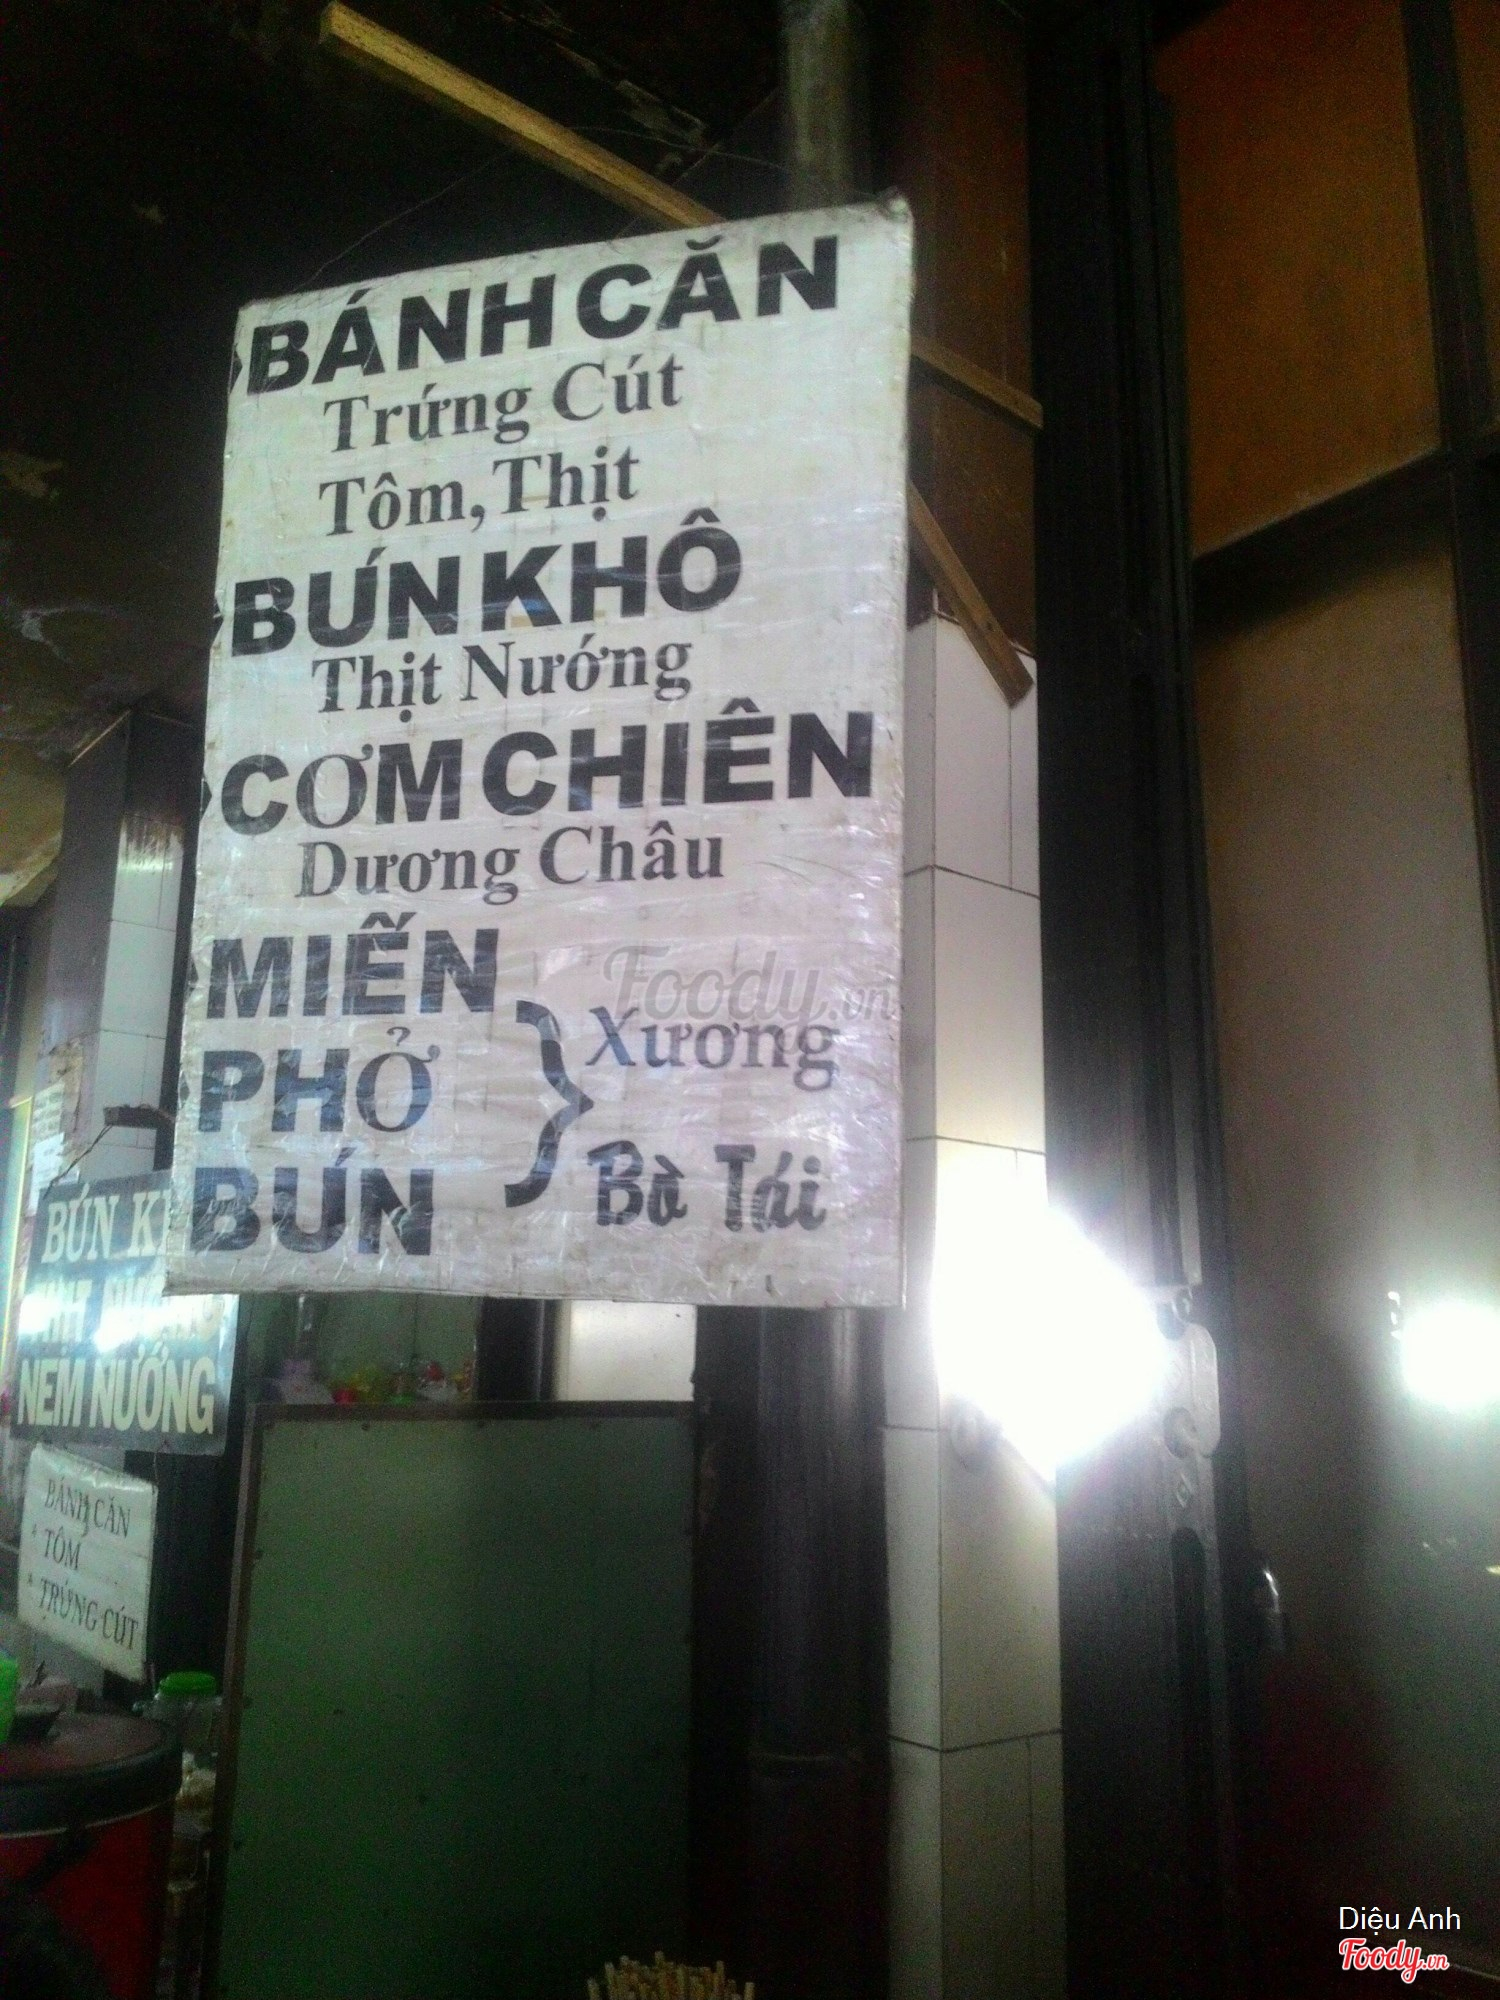 BÁNH CĂN
Trứng Cút
Tôm, Thịt
BÚN KHÔ
Thịt Nướng
CƠM CHIÊN
Dương Châu
MIẾN
PHỞ
BÚN
Xương
Bò Tái
Foody.vn
BÚN
NEM NƯỚNG
BÁNH CĂN
* TÔM
* TRỨNG CÚT
Diệu Anh
Foody.vn